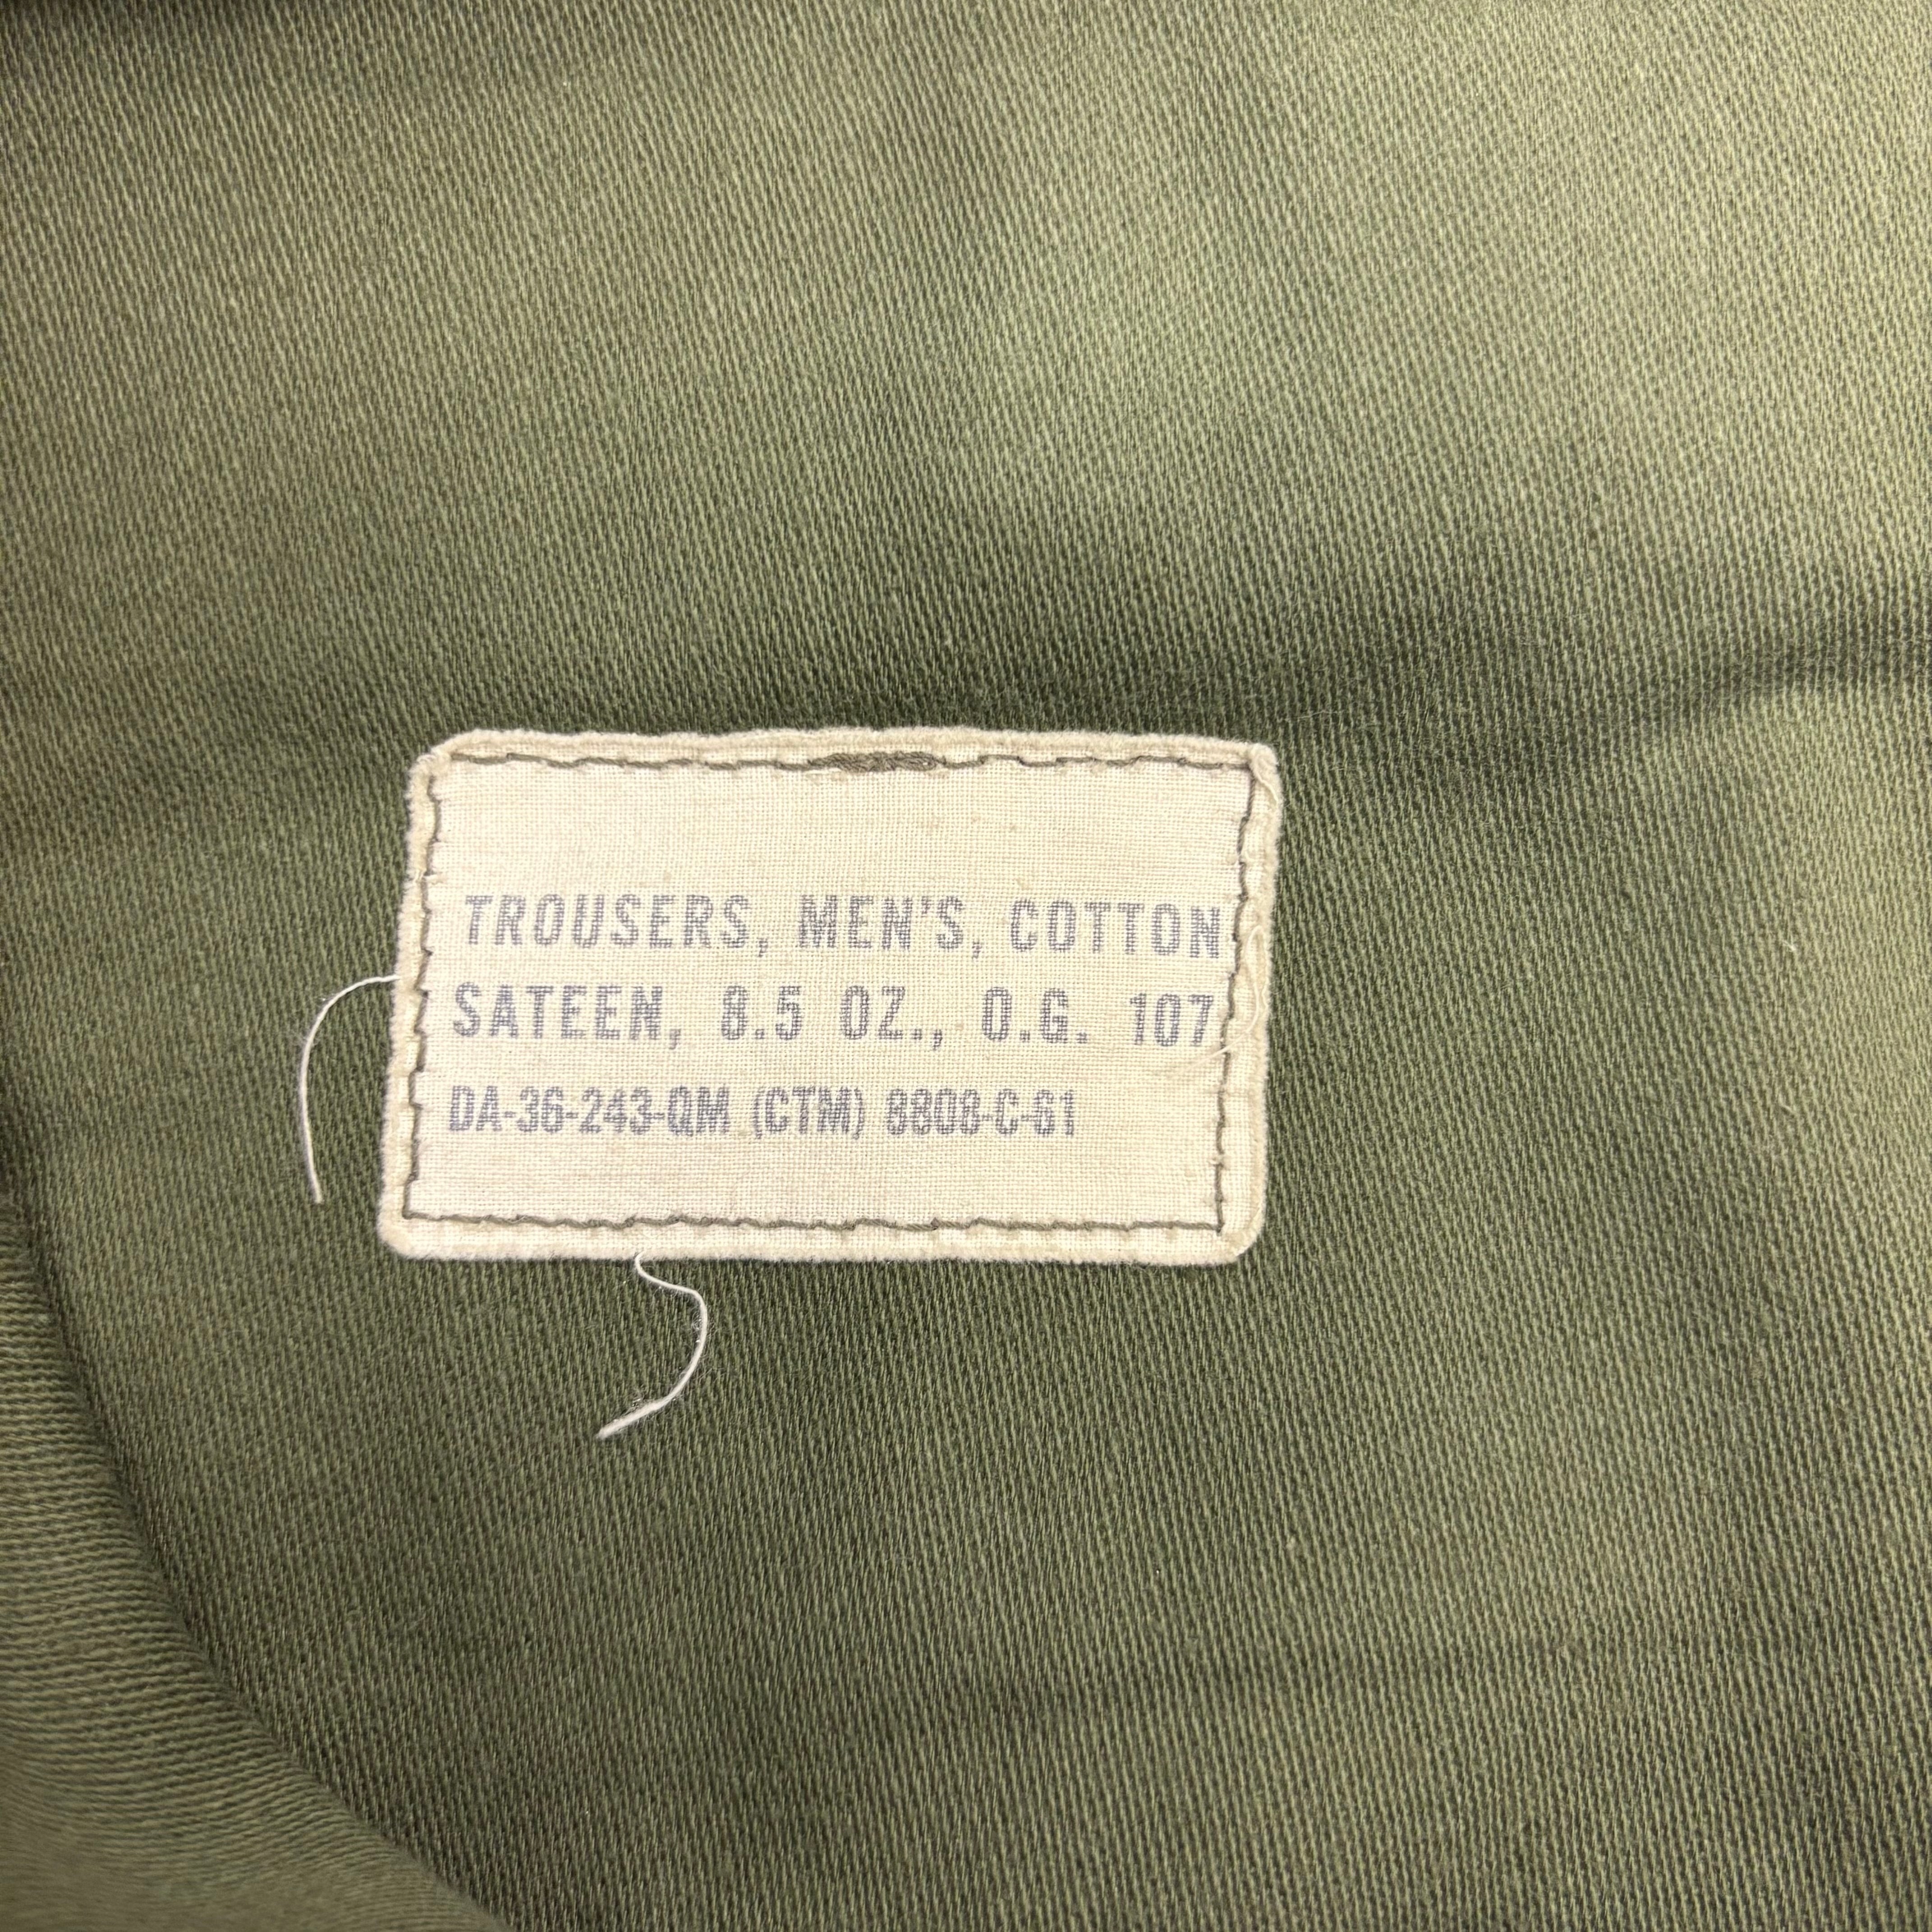 TROUSERS, MEN'S, COTTON
SATEEN, 8.5 OZ., O.G. 107
DA-36-243-QM (CTM) 8808-C-61